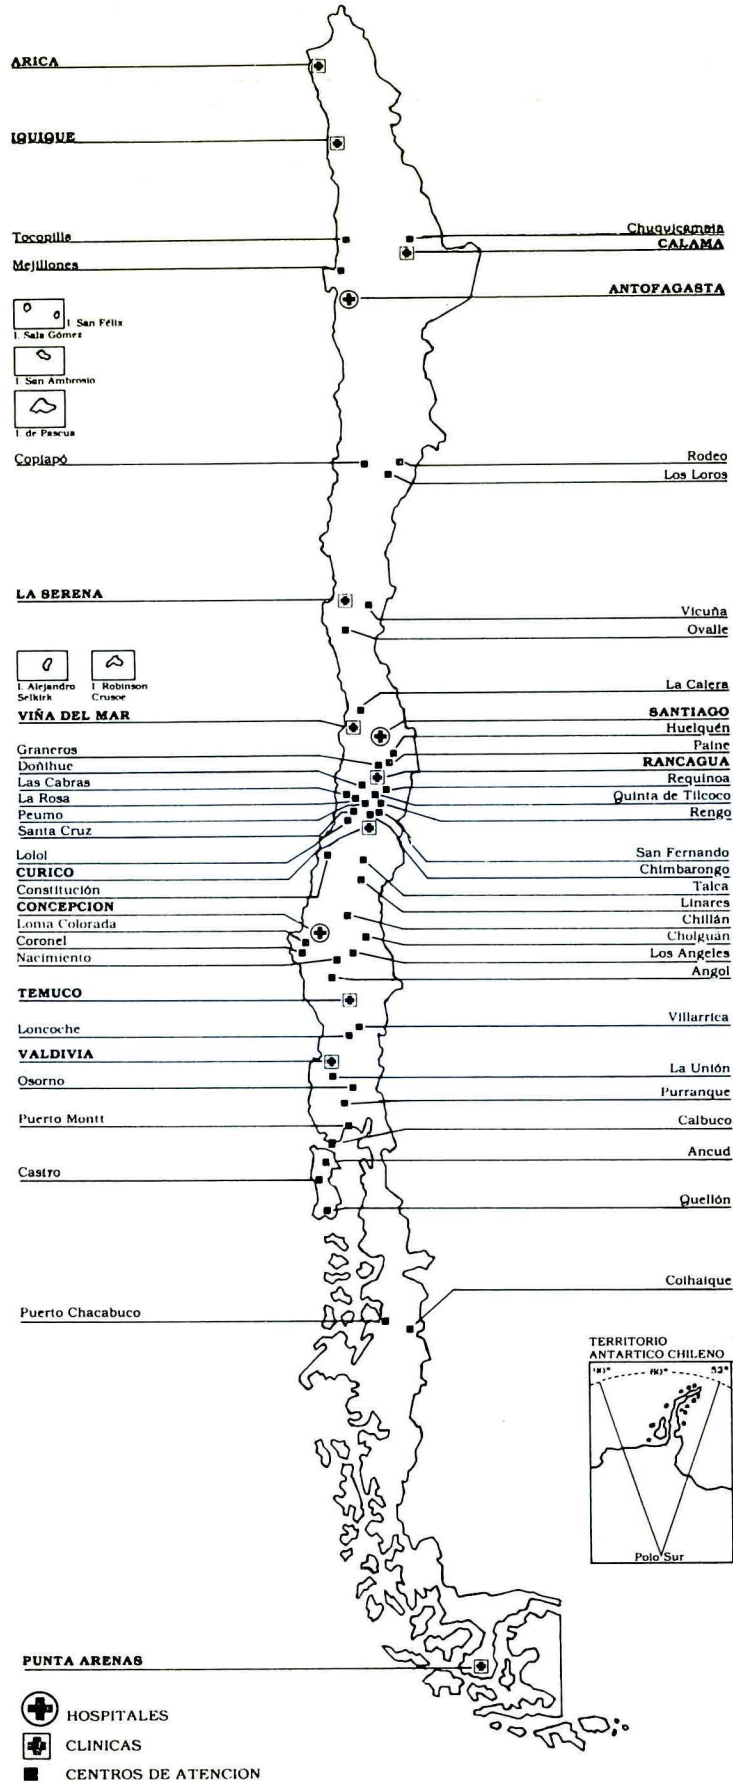 ARICA
IQUIQUE
Tocopilla
Mejillones
I. San Félix
I. Sala Gómez
I. San Ambrosio
I. de Pascua
Copiapó
LA SERENA
I. Alejandro
Selkirk
I. Robinson
Crusoe
VIÑA DEL MAR
Graneros
Doñihue
Las Cabras
La Rosa
Peumo
Santa Cruz
Lolol
CURICO
Constitución
CONCEPCION
Loma Colorada
Coronel
Nacimiento
TEMUCO
Loncoche
VALDIVIA
Osorno
Puerto Montt
Castro
Puerto Chacabuco
PUNTA ARENAS
Chuquicamata
CALAMA
ANTOFAGASTA
Rodeo
Los Loros
Vicuña
Ovalle
La Calera
SANTIAGO
Huelquén
Paine
RANCAGUA
Requinoa
Quinta de Tilcoco
Rengo
San Fernando
Chimbarongo
Talca
Linares
Chillán
Cholguán
Los Angeles
Angol
Villarrica
La Unión
Purranque
Calbuco
Ancud
Quellón
Coihaique
TERRITORIO
ANTARTICO CHILENO
90° 60° 53°
Polo Sur
HOSPITALES
CLINICAS
CENTROS DE ATENCION